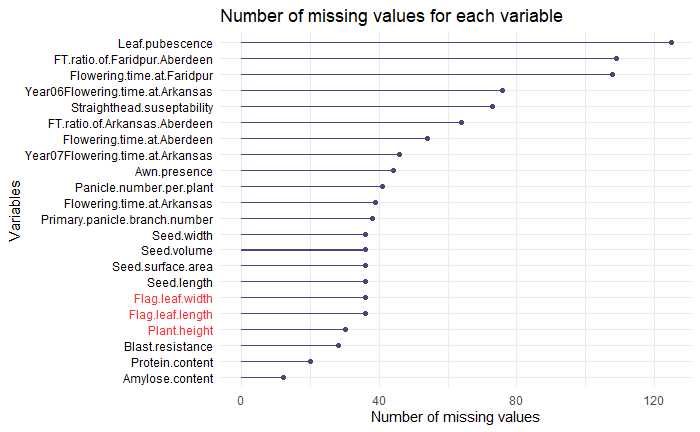 Number of missing values for each variable
Variables
Leaf.pubescence
FT.ratio.of.Faridpur.Aberdeen
Flowering.time.at.Faridpur
Year06Flowering.time.at.Arkansas
Straighthead.suseptability
FT.ratio.of.Arkansas.Aberdeen
Flowering.time.at.Aberdeen
Year07Flowering.time.at.Arkansas
Awn.presence
Panicle.number.per.plant
Flowering.time.at.Arkansas
Primary.panicle.branch.number
Seed.width
Seed.volume
Seed.surface.area
Seed.length
Flag.leaf.width
Flag.leaf.length
Plant.height
Blast.resistance
Protein.content
Amylose.content
0 40 80 120
Number of missing values